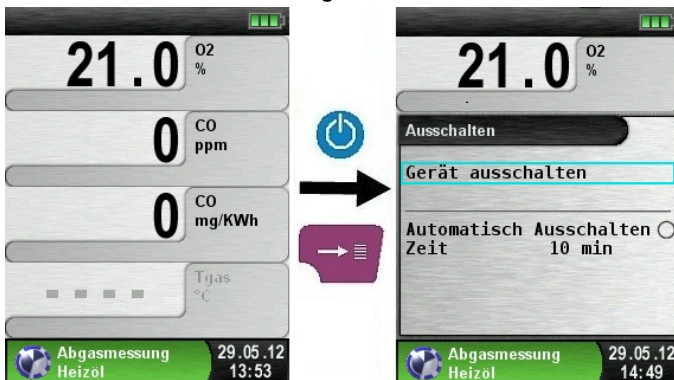 21.0 O2 %
0 CO ppm
0 CO mg/KWh
- - - - Tgas °C
Abgasmessung 29.05.12
Heizöl 13:53
21.0 O2 %
Ausschalten
Gerät ausschalten
Automatisch Ausschalten
Zeit 10 min
Abgasmessung 29.05.12
Heizöl 14:49